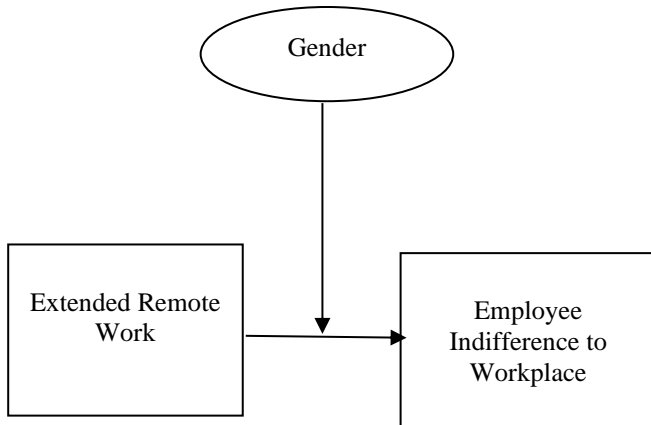 Gender
Extended Remote
Work
Employee
Indifference to
Workplace